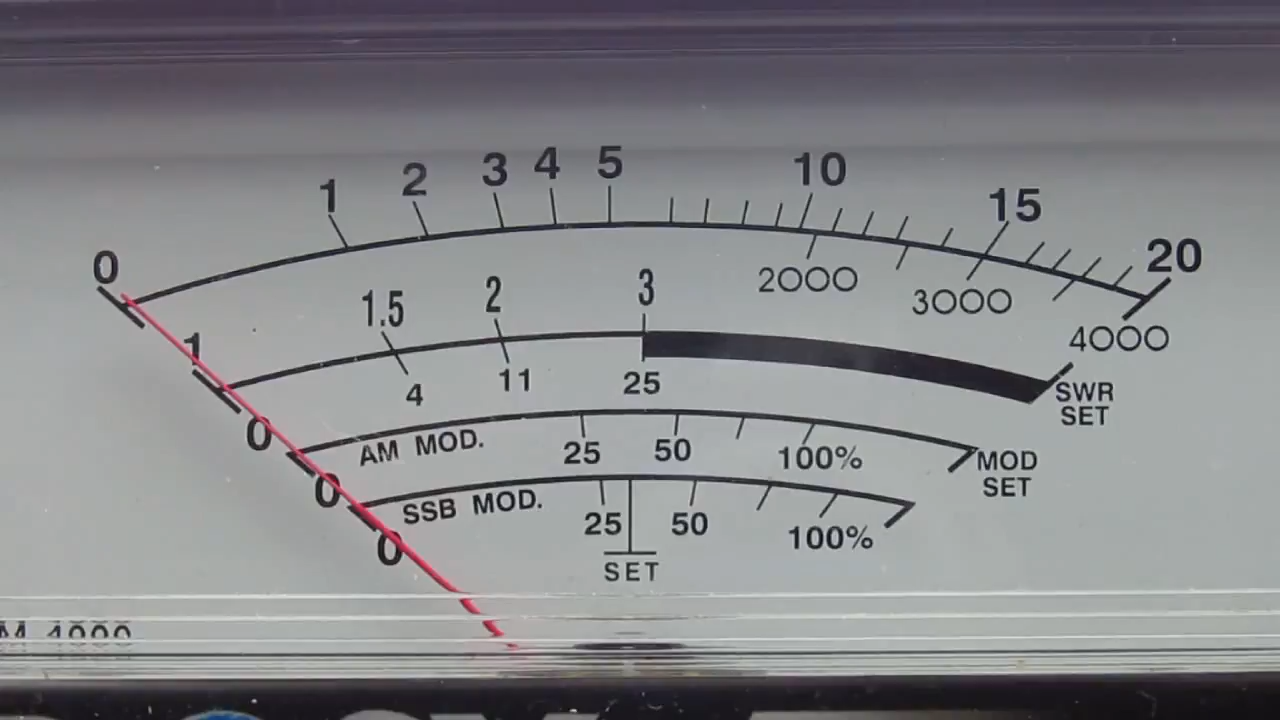 0 1 2 3 4 5 10 15 20
2000 3000 4000
1 1.5 2 3
4 11 25
SWR
SET
0 AM MOD. 25 50 100%
MOD
SET
0 SSB MOD. 25 50 100%
0
SET